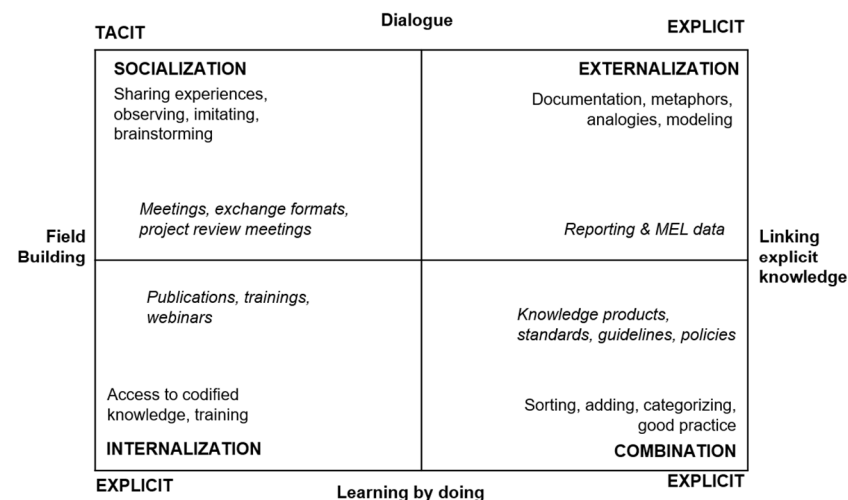 Dialogue
TACIT
EXPLICIT
SOCIALIZATION
Sharing experiences,
observing, imitating,
brainstorming
Meetings, exchange formats,
project review meetings
EXTERNALIZATION
Documentation, metaphors,
analogies, modeling
Reporting & MEL data
Field
Building
Linking
explicit
knowledge
Publications, trainings,
webinars
Access to codified
knowledge, training
INTERNALIZATION
Knowledge products,
standards, guidelines, policies
Sorting, adding, categorizing,
good practice
COMBINATION
EXPLICIT
Learning by doing
EXPLICIT